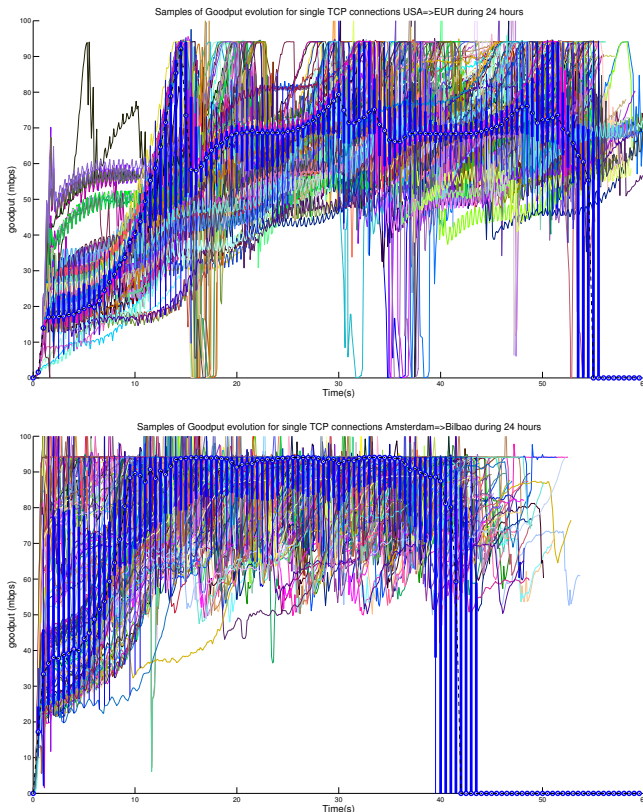 Samples of Goodput evolution for single TCP connections USA=>EUR during 24 hours
100
90
80
70
60
50
40
30
20
10
0
goodput (mbps)
0 10 20 30 40 50 60
Time(s)
Samples of Goodput evolution for single TCP connections Amsterdam=>Bilbao during 24 hours
100
90
80
70
60
50
40
30
20
10
0
goodput (mbps)
0 10 20 30 40 50 60
Time(s)